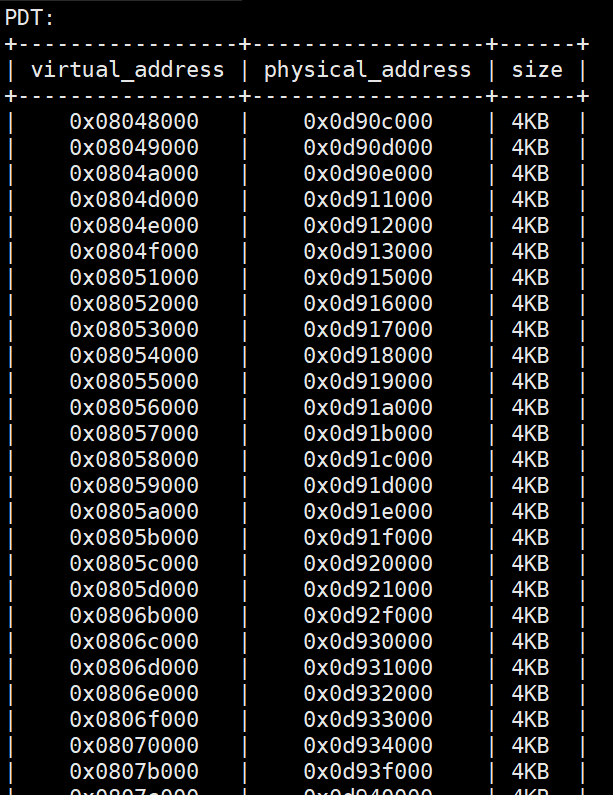 PDT:
+-----------------+------------------+------+
| virtual_address | physical_address | size |
+-----------------+------------------+------+
|    0x08048000   |    0x0d90c000    | 4KB  |
|    0x08049000   |    0x0d90d000    | 4KB  |
|    0x0804a000   |    0x0d90e000    | 4KB  |
|    0x0804d000   |    0x0d911000    | 4KB  |
|    0x0804e000   |    0x0d912000    | 4KB  |
|    0x0804f000   |    0x0d913000    | 4KB  |
|    0x08051000   |    0x0d915000    | 4KB  |
|    0x08052000   |    0x0d916000    | 4KB  |
|    0x08053000   |    0x0d917000    | 4KB  |
|    0x08054000   |    0x0d918000    | 4KB  |
|    0x08055000   |    0x0d919000    | 4KB  |
|    0x08056000   |    0x0d91a000    | 4KB  |
|    0x08057000   |    0x0d91b000    | 4KB  |
|    0x08058000   |    0x0d91c000    | 4KB  |
|    0x08059000   |    0x0d91d000    | 4KB  |
|    0x0805a000   |    0x0d91e000    | 4KB  |
|    0x0805b000   |    0x0d91f000    | 4KB  |
|    0x0805c000   |    0x0d920000    | 4KB  |
|    0x0805d000   |    0x0d921000    | 4KB  |
|    0x0806b000   |    0x0d92f000    | 4KB  |
|    0x0806c000   |    0x0d930000    | 4KB  |
|    0x0806d000   |    0x0d931000    | 4KB  |
|    0x0806e000   |    0x0d932000    | 4KB  |
|    0x0806f000   |    0x0d933000    | 4KB  |
|    0x08070000   |    0x0d934000    | 4KB  |
|    0x0807b000   |    0x0d93f000    | 4KB  |